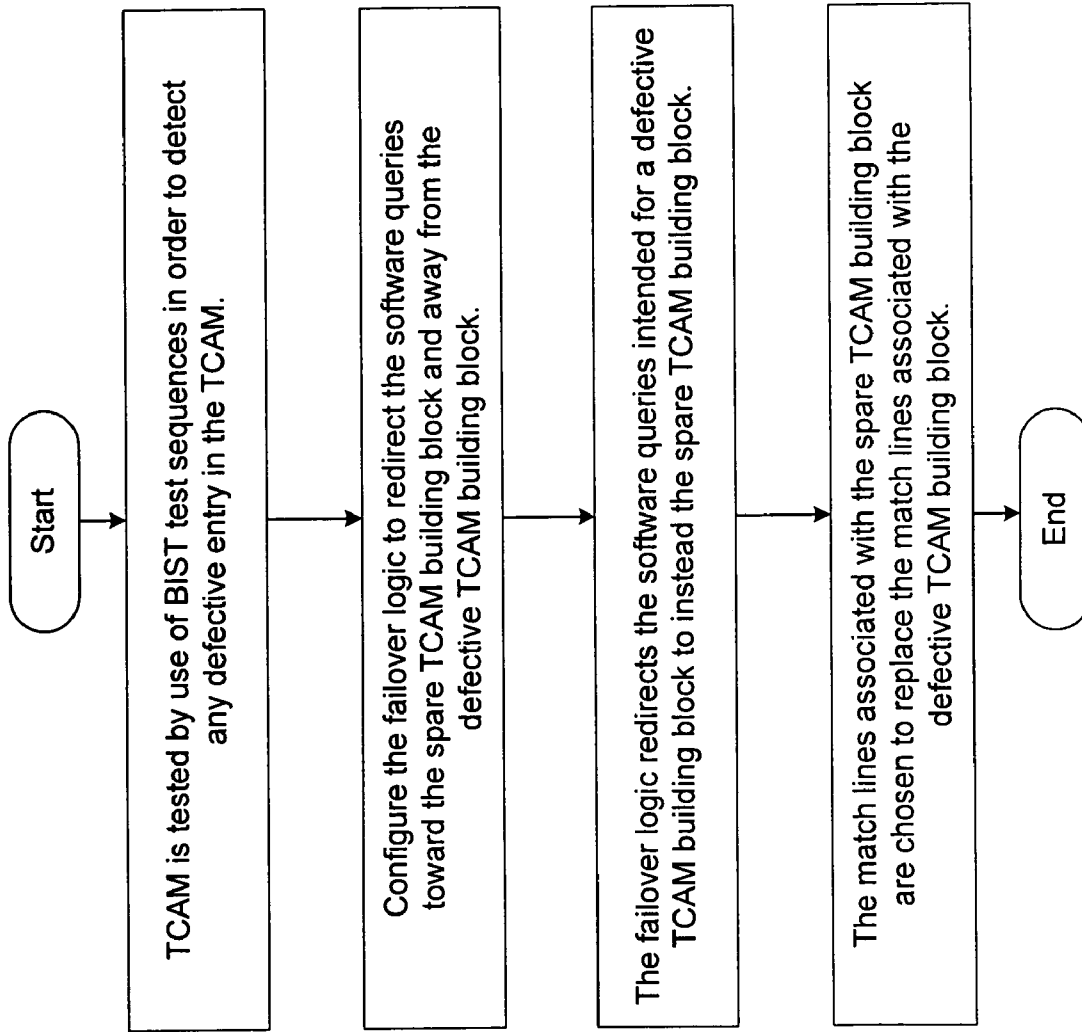 Start
TCAM is tested by use of BIST test sequences in order to detect
any defective entry in the TCAM.
Configure the failover logic to redirect the software queries
toward the spare TCAM building block and away from the
defective TCAM building block.
The failover logic redirects the software queries intended for a defective
TCAM building block to instead the spare TCAM building block.
The match lines associated with the spare TCAM building block
are chosen to replace the match lines associated with the
defective TCAM building block.
End